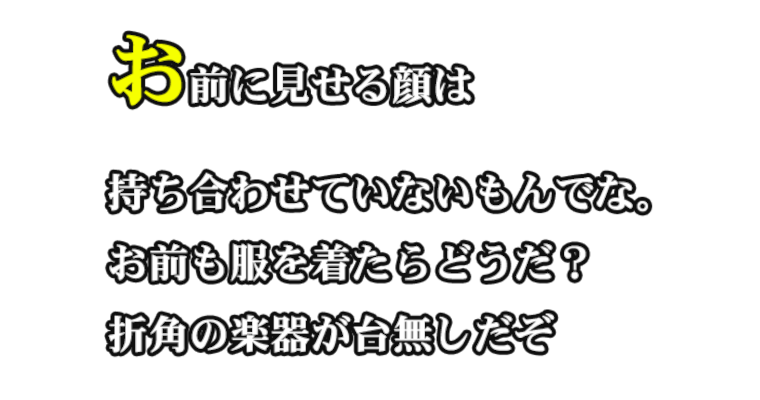 お前に見せる顔は
持ち合わせていないもんでな。
お前も服を着たらどうだ？
折角の楽器が台無しだぞ